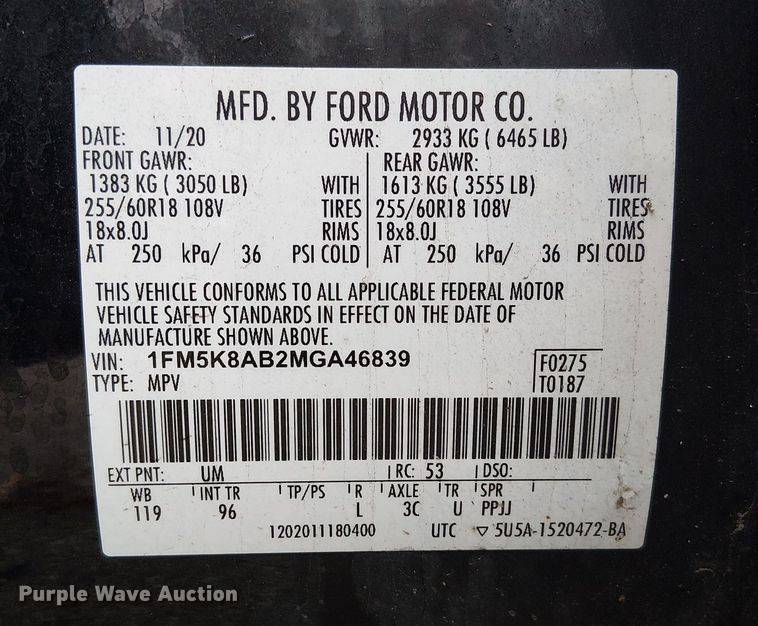 MFD. BY FORD MOTOR CO.
DATE: 11/20 GVWR: 2933 KG ( 6465 LB)
FRONT GAWR: REAR GAWR:
1383 KG ( 3050 LB) WITH 1613 KG ( 3555 LB) WITH
255/60R18 108V TIRES 255/60R18 108V TIRES
18x8.0J RIMS 18x8.0J RIMS
AT 250 kPa/ 36 PSI COLD AT 250 kPa/ 36 PSI COLD
THIS VEHICLE CONFORMS TO ALL APPLICABLE FEDERAL MOTOR
VEHICLE SAFETY STANDARDS IN EFFECT ON THE DATE OF
MANUFACTURE SHOWN ABOVE.
VIN: 1FM5K8AB2MGA46839 F0275
TYPE: MPV T0187
EXT PNT: UM RC: 53 DSO:
WB INT TR TP/PS R AXLE TR SPR
119 96 L 3C U PPJJ
1202011180400 UTC ▽ 5U5A-1520472-BA
Purple Wave Auction